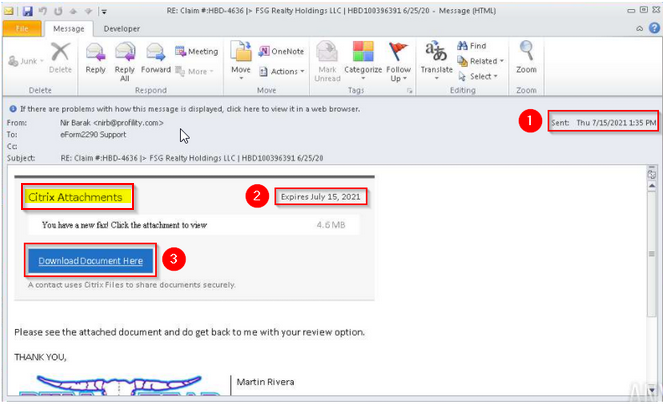 RE: Claim #:HBD-4636 |> FSG Realty Holdings LLC | HBD100396391 6/25/20 - Message (HTML)
File Message Developer
Junk Delete Reply Reply All Forward Meeting More Move OneNote Actions Mark Unread Categorize Follow Up Translate Find Related Select Zoom
Delete Respond Move Tags Editing Zoom
If there are problems with how this message is displayed, click here to view it in a web browser.
1
From: Nir Barak <nirb@profility.com> Sent: Thu 7/15/2021 1:35 PM
To: eForm2290 Support
Cc:
Subject: RE: Claim #:HBD-4636 |> FSG Realty Holdings LLC | HBD100396391 6/25/20
Citrix Attachments 2 Expires July 15, 2021
You have a new fax! Click the attachment to view 4.6 MB
Download Document Here 3
A contact uses Citrix Files to share documents securely.
Please see the attached document and do get back to me with your review option.
THANK YOU,
Martin Rivera